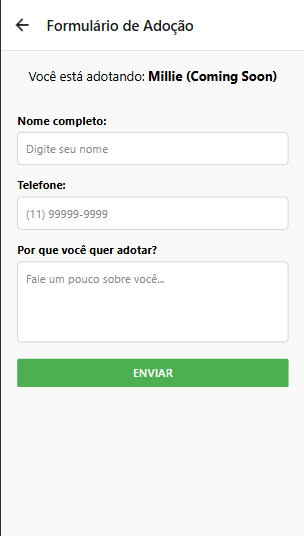 Formulário de Adoção
Você está adotando: Millie (Coming Soon)
Nome completo:
Digite seu nome
Telefone:
(11) 99999-9999
Por que você quer adotar?
Fale um pouco sobre você...
ENVIAR